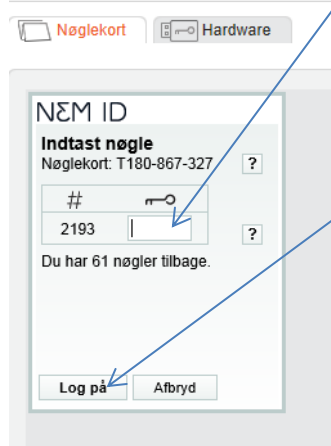 Nøglekort Hardware
NEM ID
Indtast nøgle
Nøglekort: T180-867-327 ?
#
2193 ?
Du har 61 nøgler tilbage.
Log på Afbryd